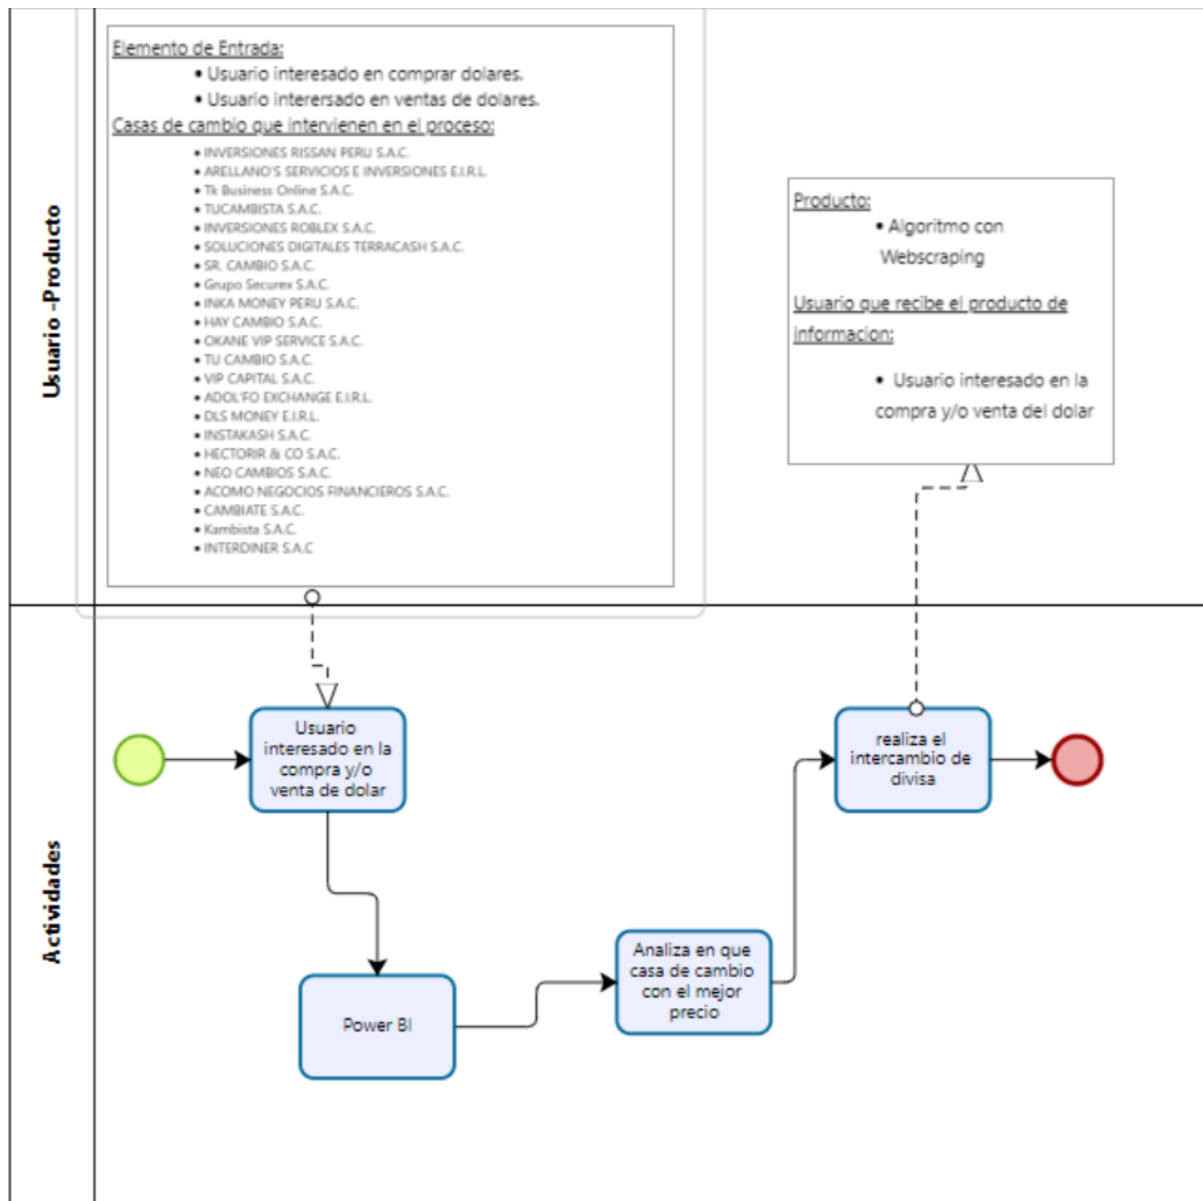 Usuario -Producto
Elemento de Entrada:
• Usuario interesado en comprar dolares.
• Usuario interersado en ventas de dolares.
Casas de cambio que intervienen en el proceso:
• INVERSIONES RISSAN PERU S.A.C.
• ARELLANO'S SERVICIOS E INVERSIONES E.I.R.L.
• Tk Business Online S.A.C.
• TUCAMBISTA S.A.C.
• INVERSIONES ROBLEX S.A.C.
• SOLUCIONES DIGITALES TERRACASH S.A.C.
• SR. CAMBIO S.A.C.
• Grupo Securex S.A.C.
• INKA MONEY PERU S.A.C.
• HAY CAMBIO S.A.C.
• OKANE VIP SERVICE S.A.C.
• TU CAMBIO S.A.C.
• VIP CAPITAL S.A.C.
• ADOL'FO EXCHANGE E.I.R.L.
• DLS MONEY E.I.R.L.
• INSTAKASH S.A.C.
• HECTORIR & CO S.A.C.
• NEO CAMBIOS S.A.C.
• ACOMO NEGOCIOS FINANCIEROS S.A.C.
• CAMBIATE S.A.C.
• Kambista S.A.C.
• INTERDINER S.A.C
Producto:
• Algoritmo con
Webscraping
Usuario que recibe el producto de
informacion:
• Usuario interesado en la
compra y/o venta del dolar
Actividades
Usuario
interesado en la
compra y/o
venta de dolar
Power BI
Analiza en que
casa de cambio
con el mejor
precio
realiza el
intercambio de
divisa